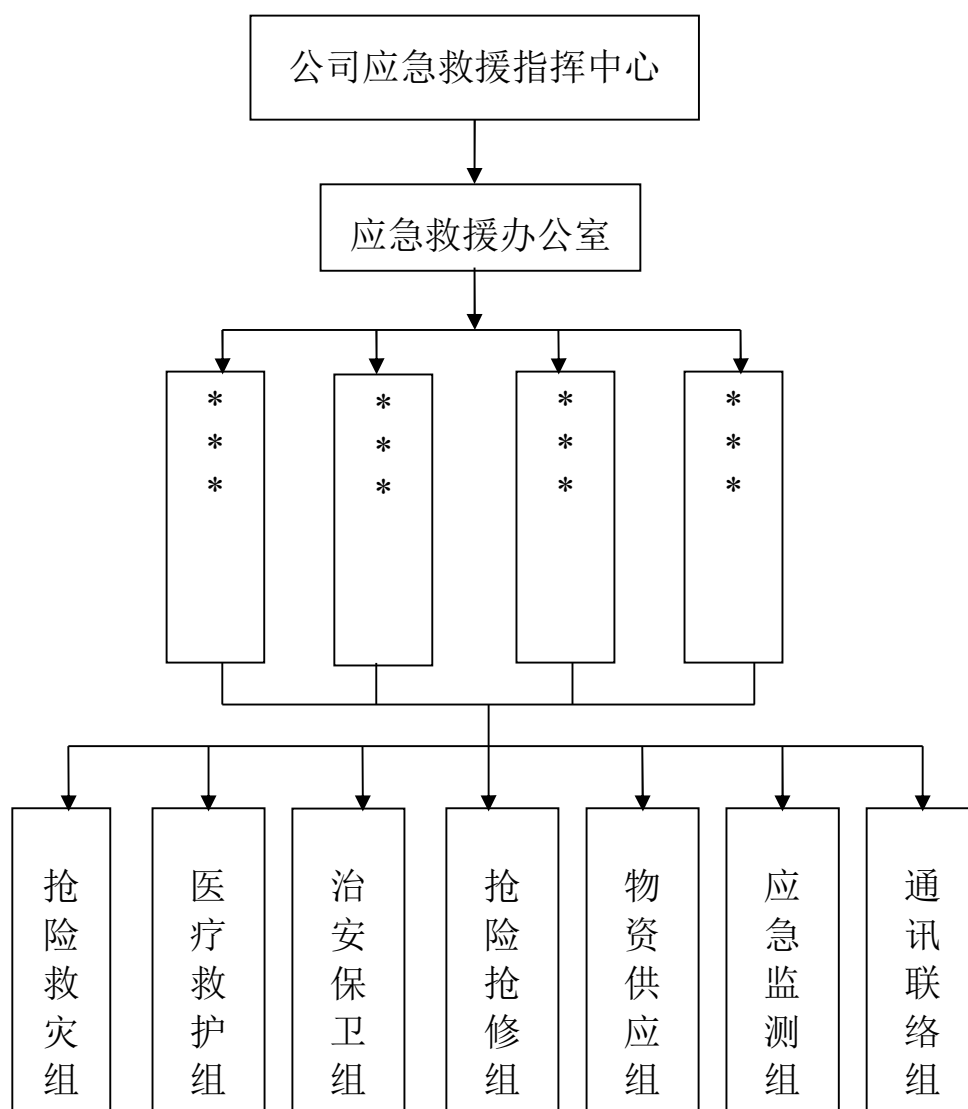 公司应急救援指挥中心
应急救援办公室
***
***
***
***
抢险救灾组
医疗救护组
治安保卫组
抢险抢修组
物资供应组
应急监测组
通讯联络组